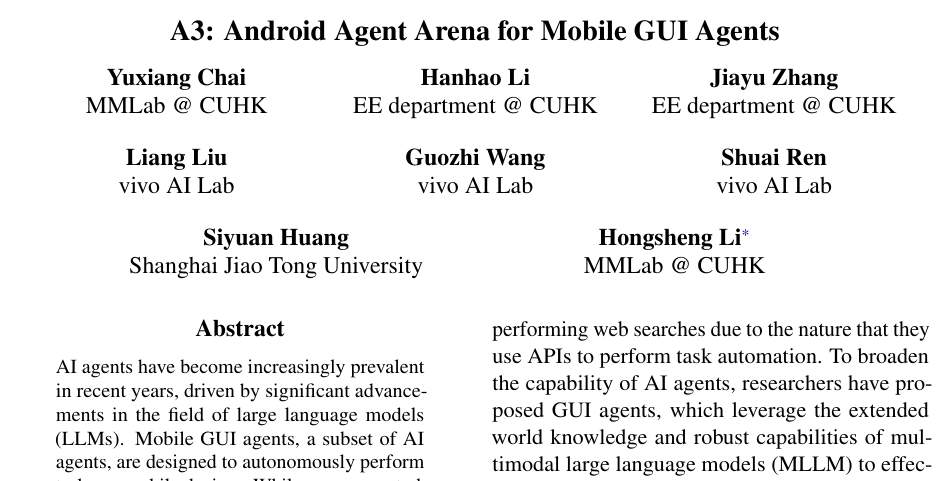 A3: Android Agent Arena for Mobile GUI Agents
Yuxiang Chai
MMLab @ CUHK
Hanhao Li
EE department @ CUHK
Jiayu Zhang
EE department @ CUHK
Liang Liu
vivo AI Lab
Guozhi Wang
vivo AI Lab
Shuai Ren
vivo AI Lab
Siyuan Huang
Shanghai Jiao Tong University
Hongsheng Li*
MMLab @ CUHK
Abstract
AI agents have become increasingly prevalent
in recent years, driven by significant advance-
ments in the field of large language models
(LLMs). Mobile GUI agents, a subset of AI
agents, are designed to autonomously perform
performing web searches due to the nature that they
use APIs to perform task automation. To broaden
the capability of AI agents, researchers have pro-
posed GUI agents, which leverage the extended
world knowledge and robust capabilities of mul-
timodal large language models (MLLM) to effec-